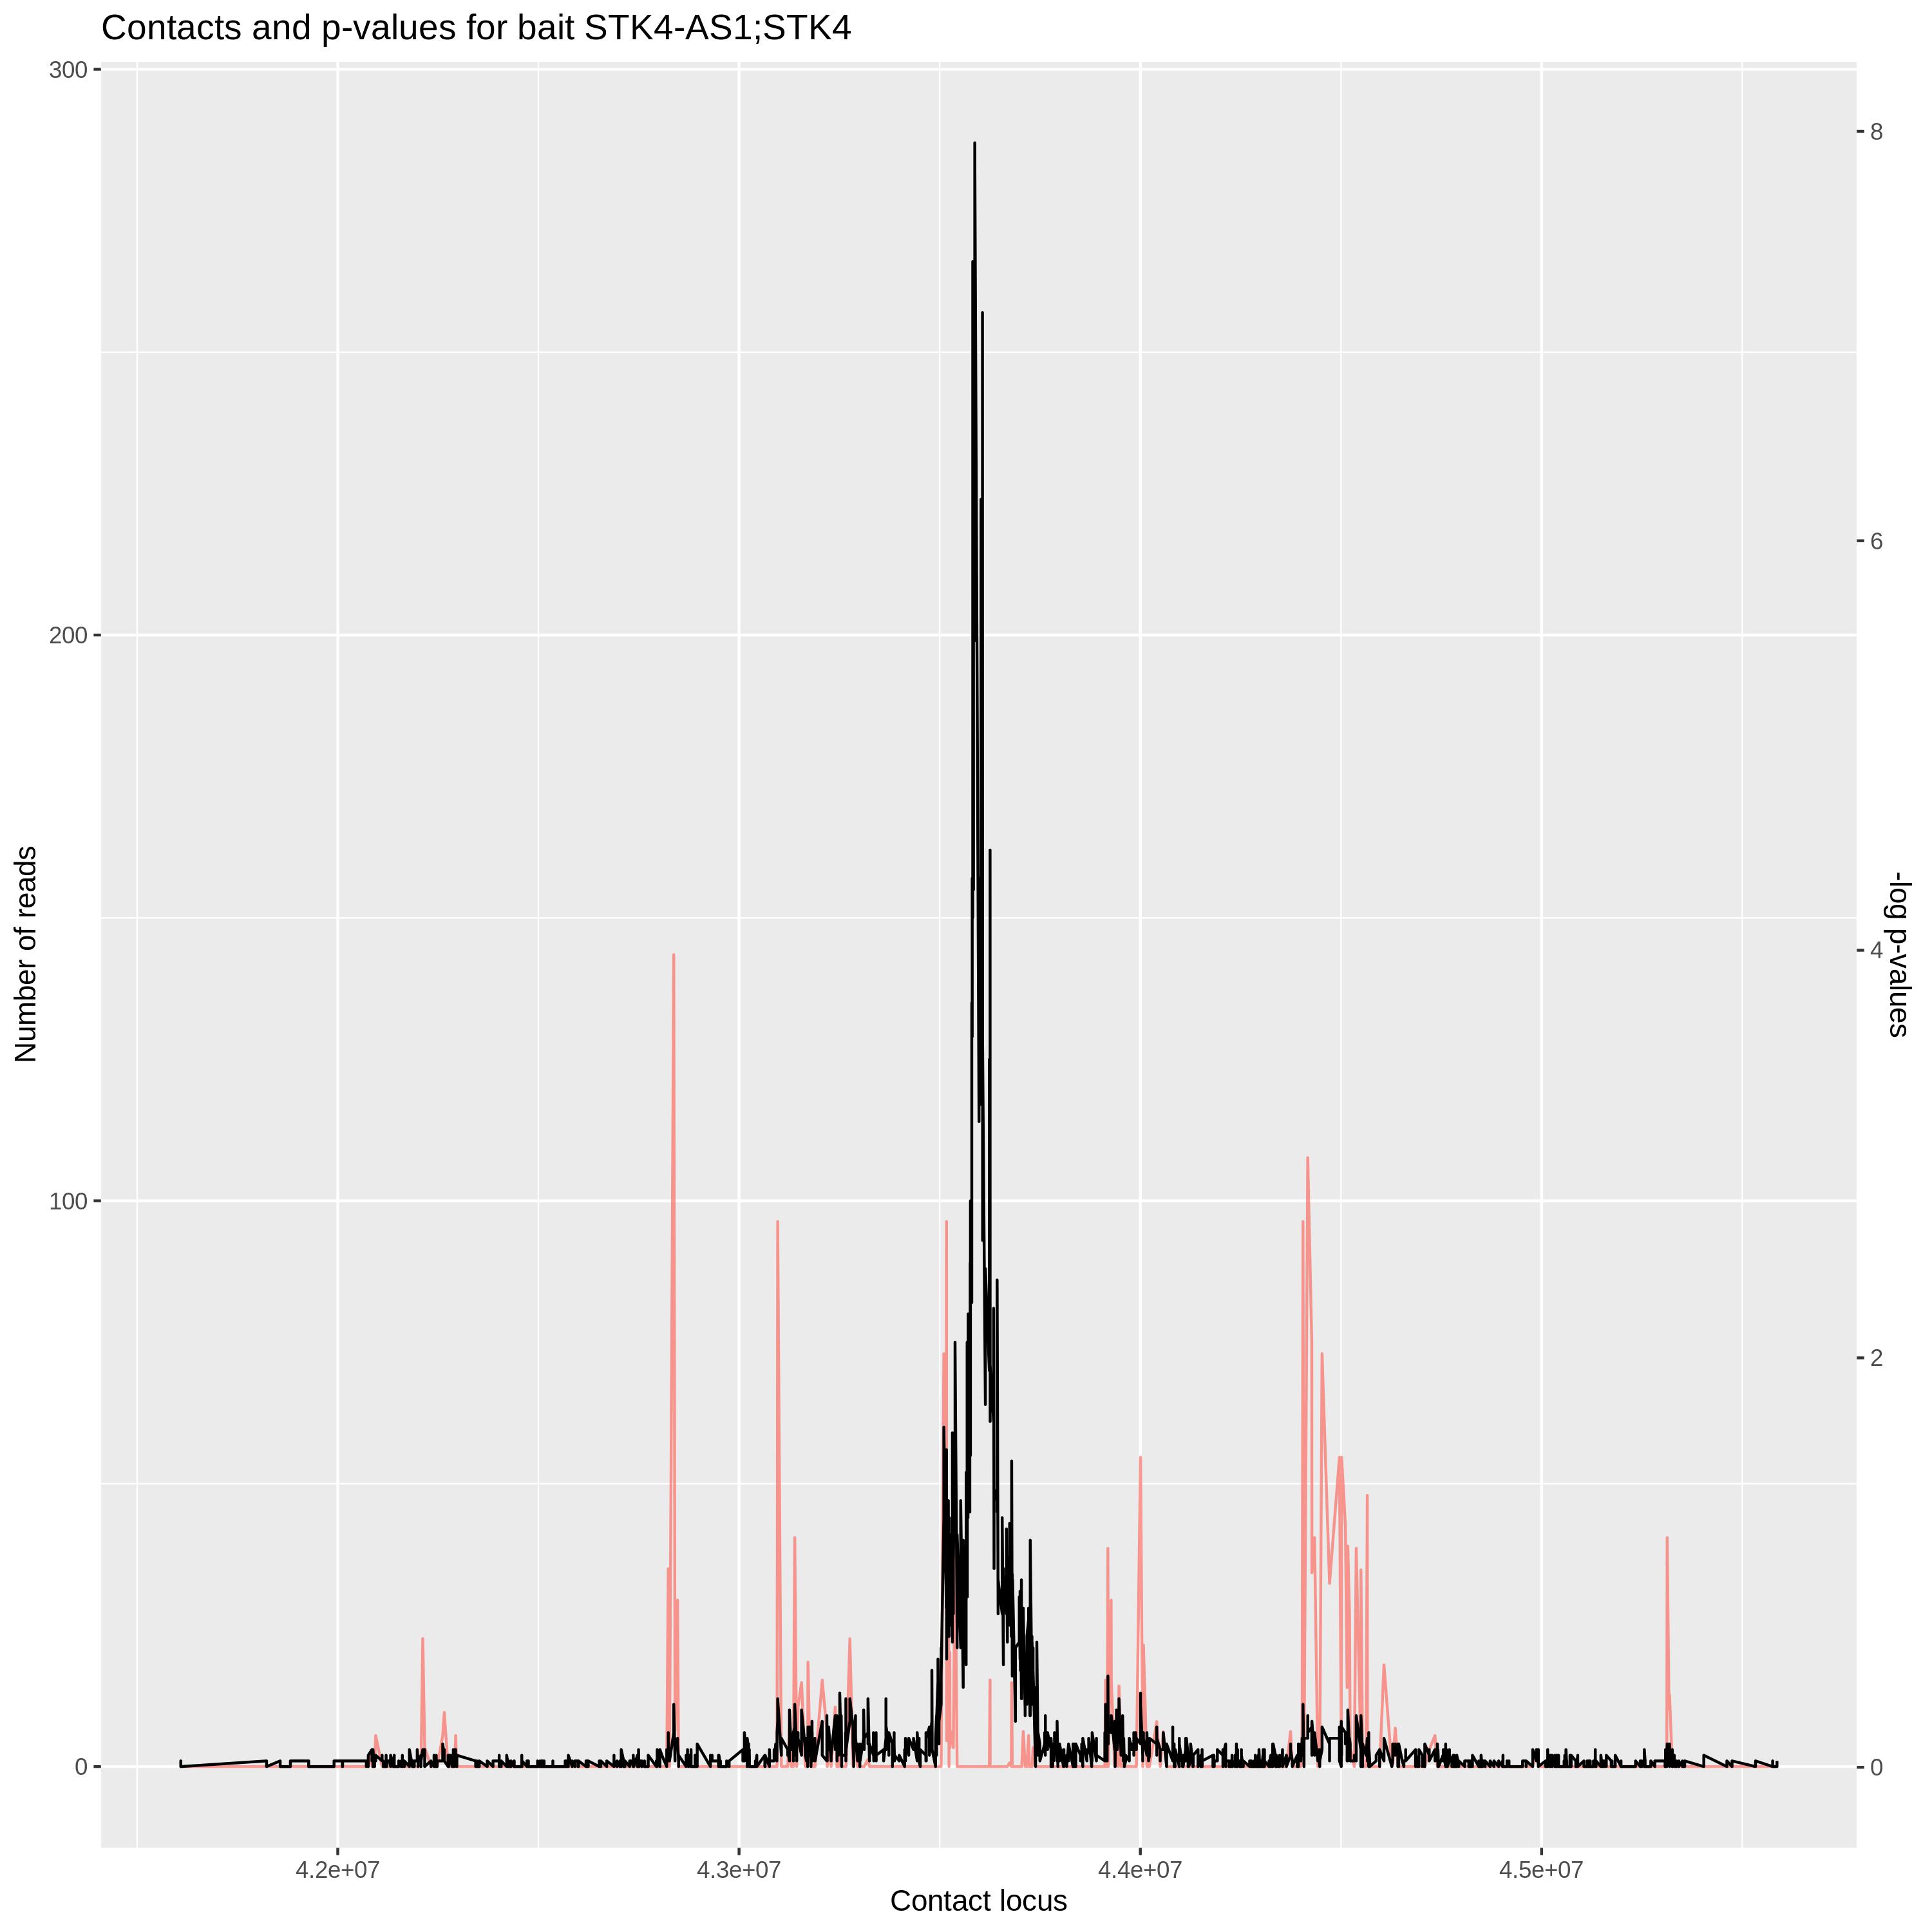 Contacts and p-values for bait STK4-AS1;STK4
300
200
100
0
Number of reads
8
6
4
2
0
-log p-values
4.2e+07
4.3e+07
4.4e+07
4.5e+07
Contact locus